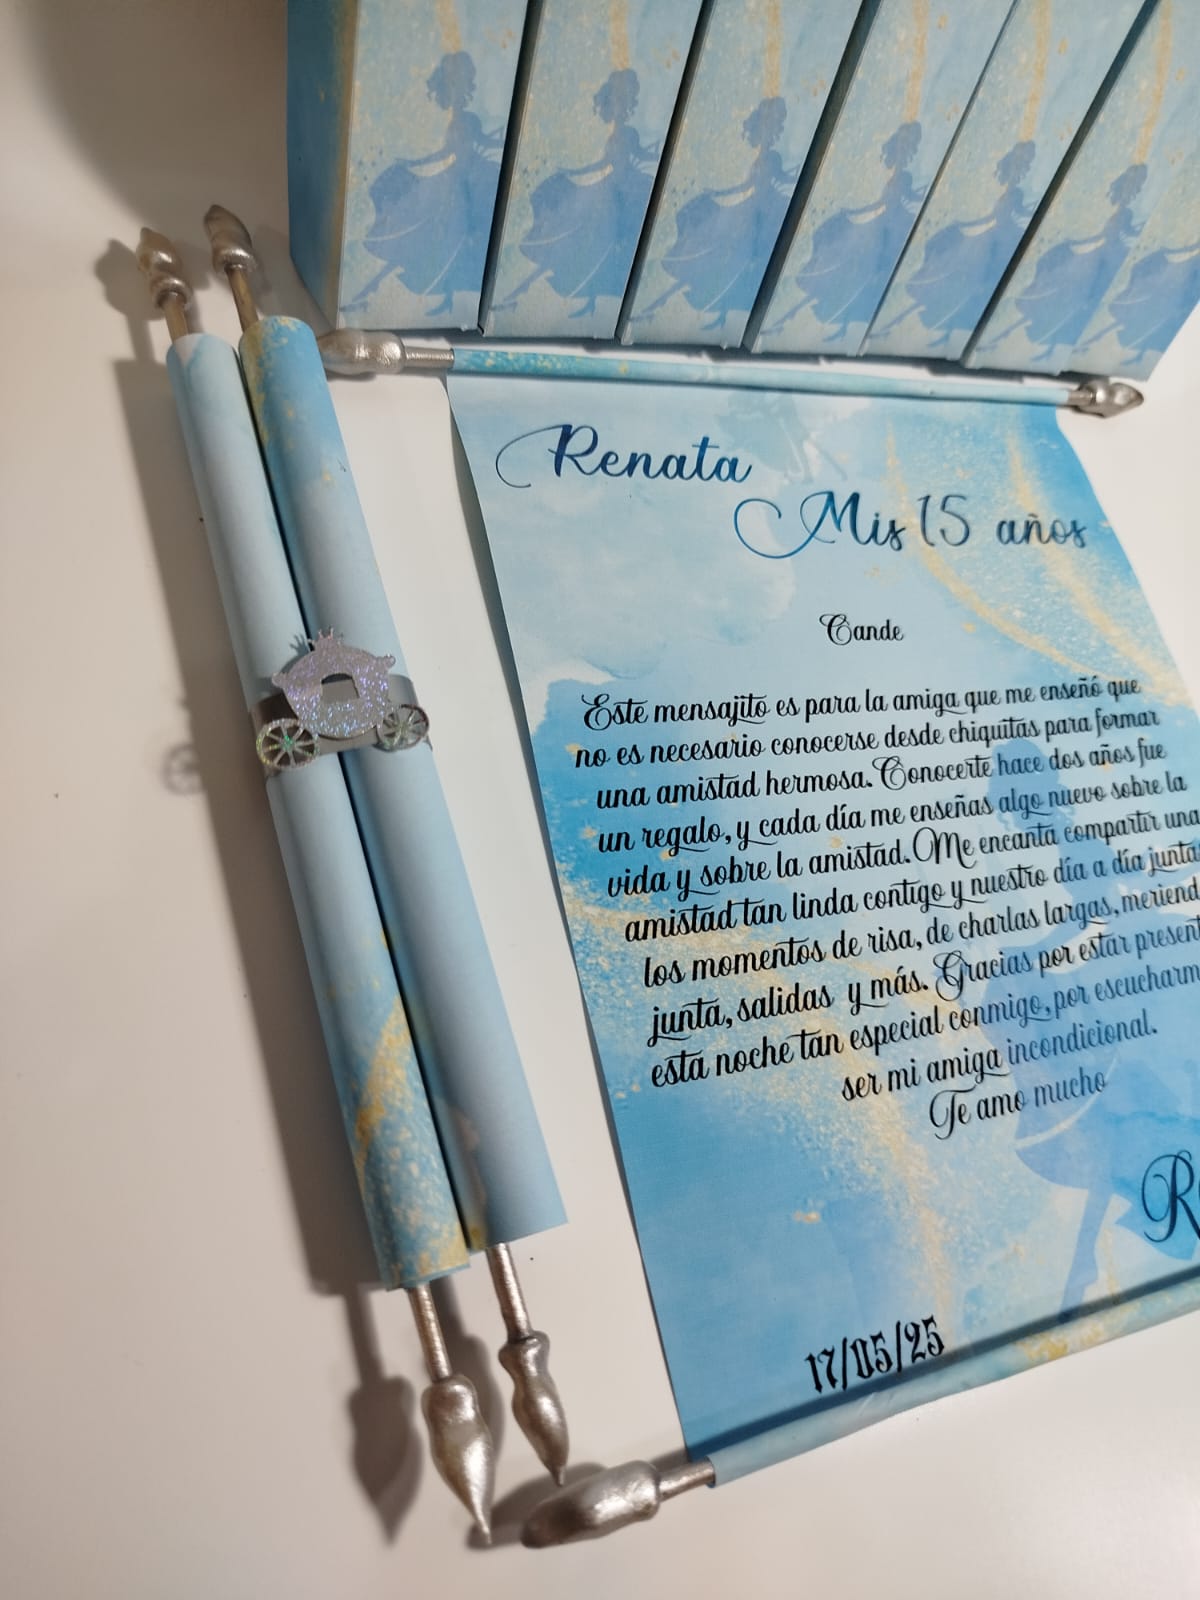 Renata
Mis 15 años
Cande
Este mensajito es para la amiga que me enseñó que
no es necesario conocerse desde chiquitas para formar
una amistad hermosa. Conocerte hace dos años fue
un regalo, y cada día me enseñas algo nuevo sobre la
vida y sobre la amistad. Me encanta compartir una
amistad tan linda contigo y nuestro día a día juntas
los momentos de risa, de charlas largas, meriend
junta, salidas y más. Gracias por estar present
esta noche tan especial conmigo, por escucharm
ser mi amiga incondicional.
Te amo mucho
R
17/05/25